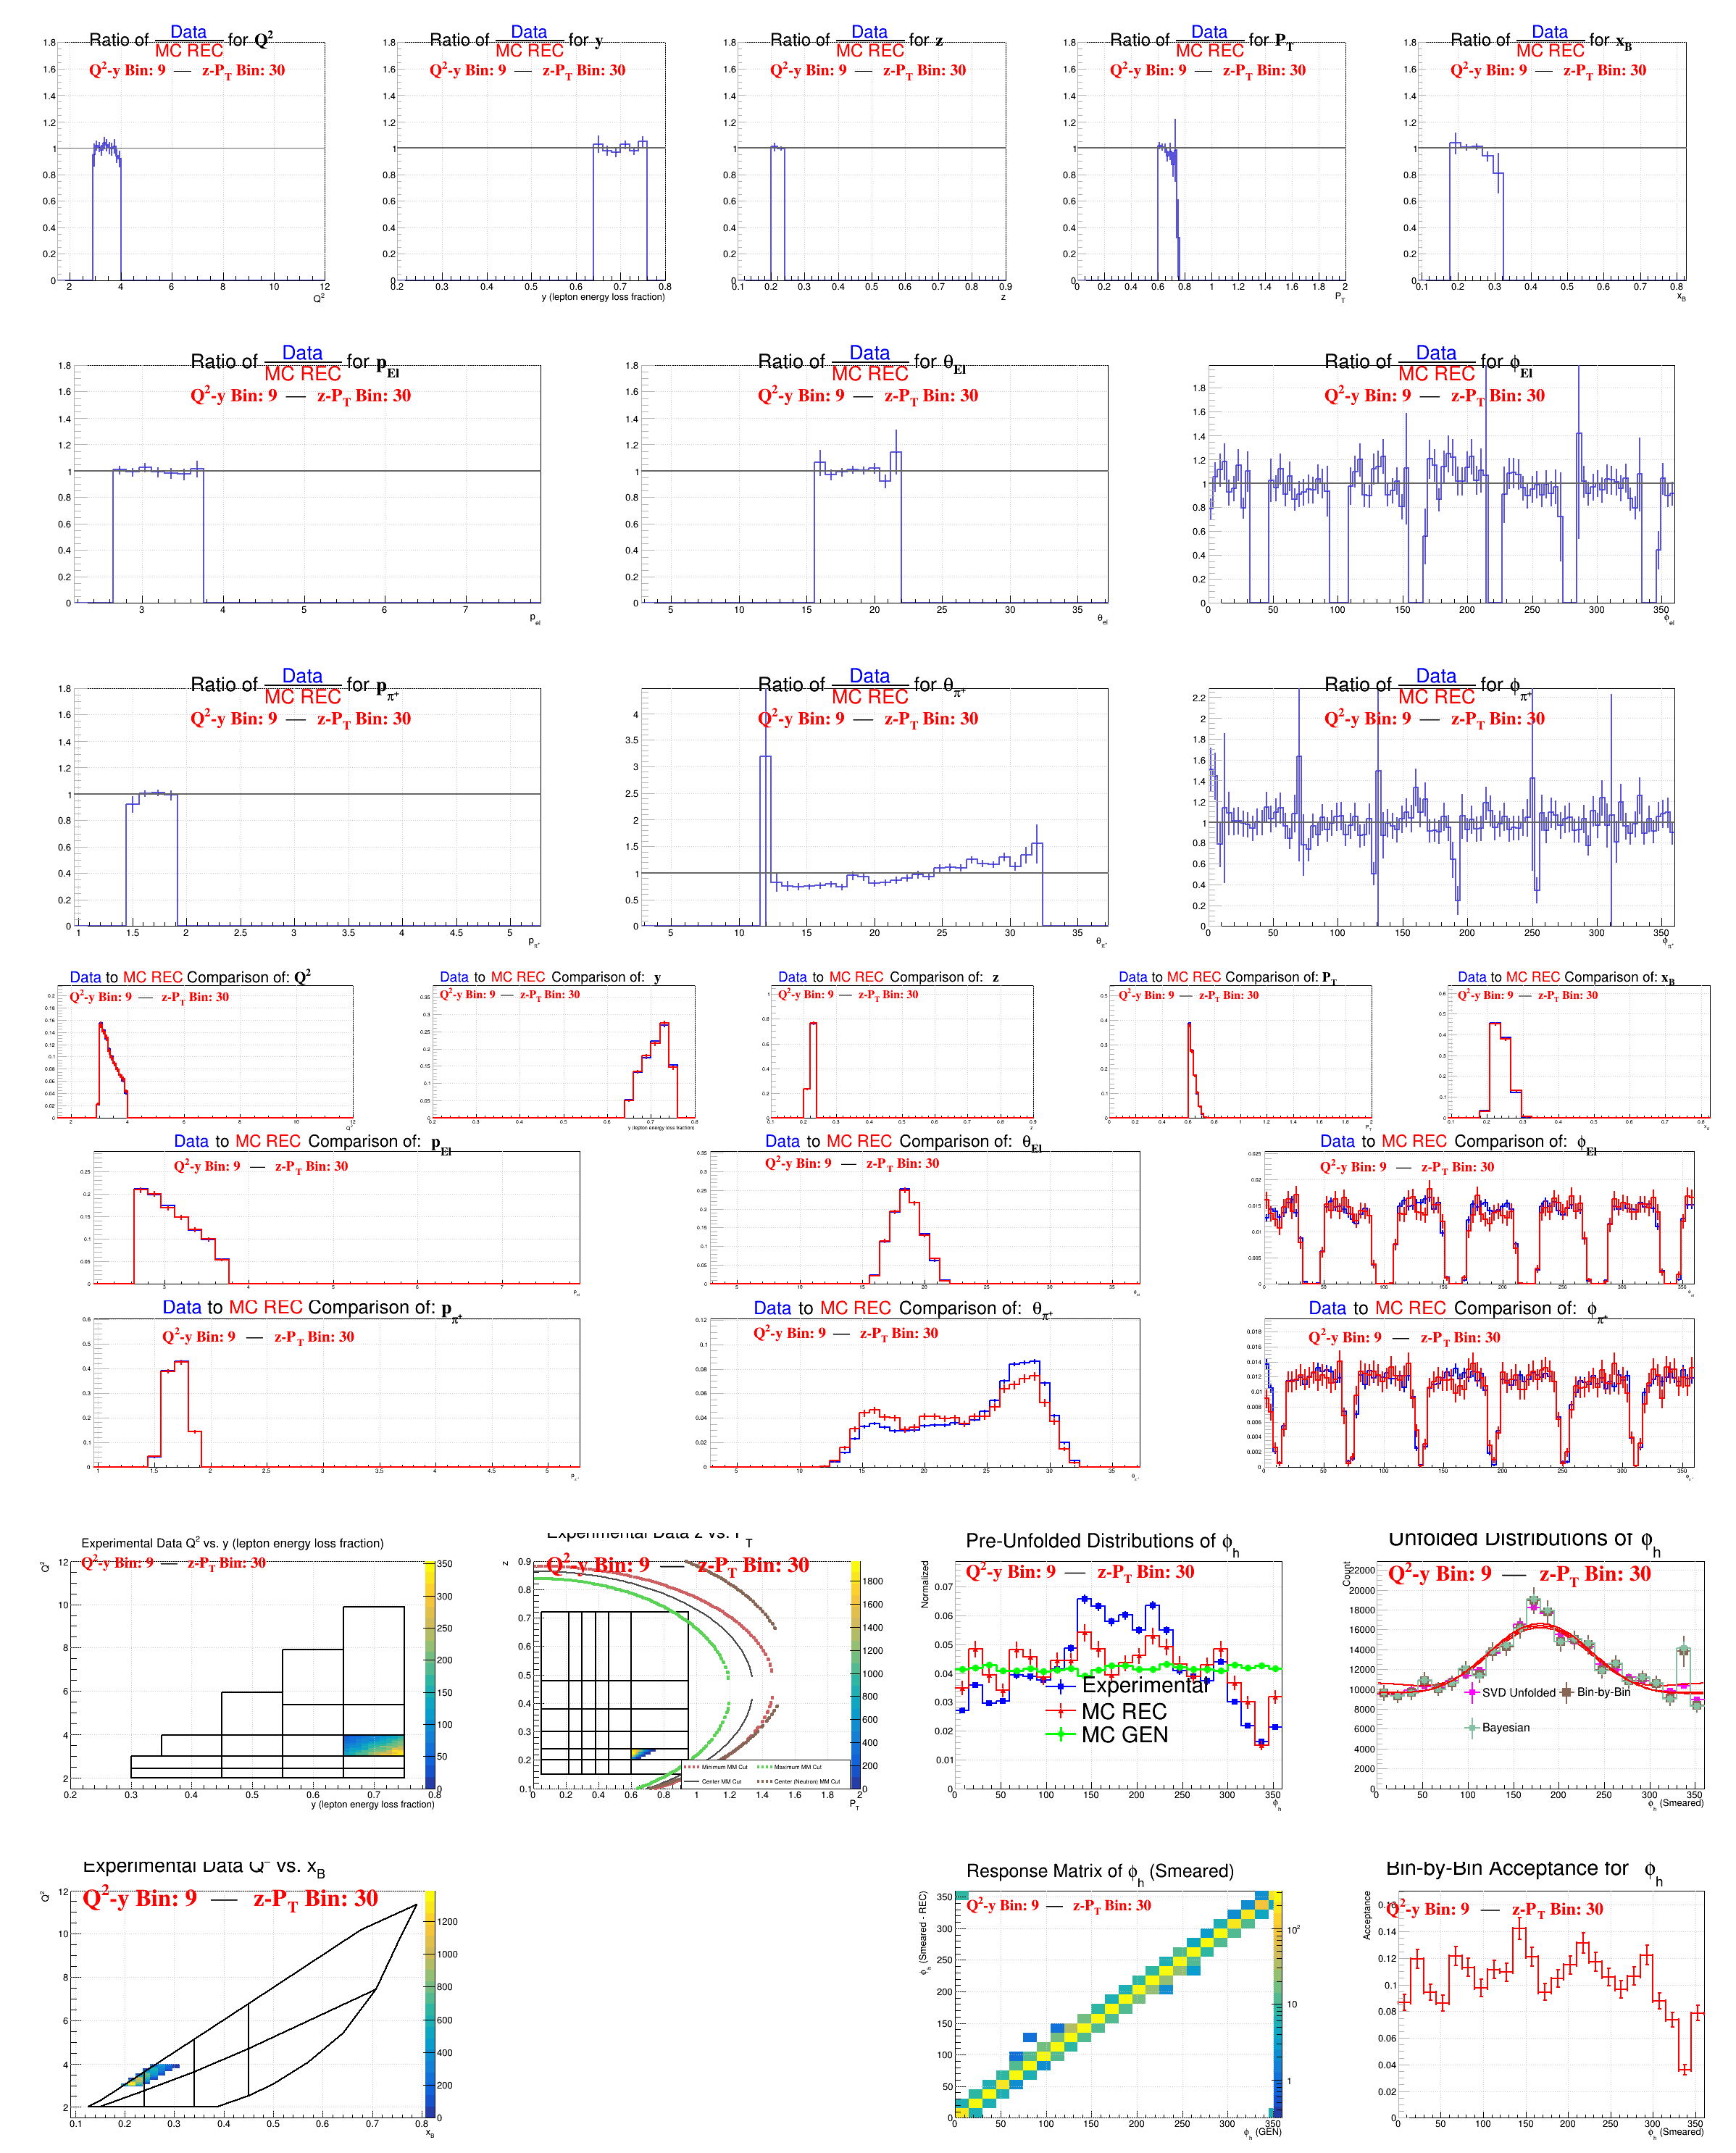 Ratio of Data / MC REC for Q²
Q²-y Bin: 9 — z-P_T Bin: 30
Q²
Ratio of Data / MC REC for y
Q²-y Bin: 9 — z-P_T Bin: 30
y (lepton energy loss fraction)
Ratio of Data / MC REC for z
Q²-y Bin: 9 — z-P_T Bin: 30
z
Ratio of Data / MC REC for P_T
Q²-y Bin: 9 — z-P_T Bin: 30
P_T
Ratio of Data / MC REC for x_B
Q²-y Bin: 9 — z-P_T Bin: 30
x_B
Ratio of Data / MC REC for p_El
Q²-y Bin: 9 — z-P_T Bin: 30
p_el
Ratio of Data / MC REC for θ_El
Q²-y Bin: 9 — z-P_T Bin: 30
θ_el
Ratio of Data / MC REC for ϕ_El
Q²-y Bin: 9 — z-P_T Bin: 30
ϕ_el
Ratio of Data / MC REC for p_π⁺
Q²-y Bin: 9 — z-P_T Bin: 30
p_π⁺
Ratio of Data / MC REC for θ_π⁺
Q²-y Bin: 9 — z-P_T Bin: 30
θ_π⁺
Ratio of Data / MC REC for ϕ_π⁺
Q²-y Bin: 9 — z-P_T Bin: 30
ϕ_π⁺
Data to MC REC Comparison of: Q²
Q²-y Bin: 9 — z-P_T Bin: 30
Data to MC REC Comparison of: y
Q²-y Bin: 9 — z-P_T Bin: 30
y (lepton energy loss fraction)
Data to MC REC Comparison of: z
Q²-y Bin: 9 — z-P_T Bin: 30
Data to MC REC Comparison of: P_T
Q²-y Bin: 9 — z-P_T Bin: 30
Data to MC REC Comparison of: x_B
Q²-y Bin: 9 — z-P_T Bin: 30
Data to MC REC Comparison of: p_El
Q²-y Bin: 9 — z-P_T Bin: 30
Data to MC REC Comparison of: θ_El
Q²-y Bin: 9 — z-P_T Bin: 30
Data to MC REC Comparison of: ϕ_El
Q²-y Bin: 9 — z-P_T Bin: 30
Data to MC REC Comparison of: p_π⁺
Q²-y Bin: 9 — z-P_T Bin: 30
Data to MC REC Comparison of: θ_π⁺
Q²-y Bin: 9 — z-P_T Bin: 30
Data to MC REC Comparison of: ϕ_π⁺
Q²-y Bin: 9 — z-P_T Bin: 30
Experimental Data Q² vs. y (lepton energy loss fraction)
Q²-y Bin: 9 — z-P_T Bin: 30
Q²
y (lepton energy loss fraction)
Experimental Data z vs. P_T
Q²-y Bin: 9 — z-P_T Bin: 30
z
Minimum MM Cut
Maximum MM Cut
Center MM Cut
Center (Neutron) MM Cut
P_T
Pre-Unfolded Distributions of ϕ_h
Q²-y Bin: 9 — z-P_T Bin: 30
Normalized
Experimental
MC REC
MC GEN
ϕ_h
Unfolded Distributions of ϕ_h
Q²-y Bin: 9 — z-P_T Bin: 30
Count
SVD Unfolded
Bin-by-Bin
Bayesian
ϕ_h (Smeared)
Experimental Data Q² vs. x_B
Q²-y Bin: 9 — z-P_T Bin: 30
Q²
x_B
Response Matrix of ϕ_h (Smeared)
Q²-y Bin: 9 — z-P_T Bin: 30
ϕ_h (Smeared - REC)
ϕ_h (GEN)
Bin-by-Bin Acceptance for ϕ_h
Q²-y Bin: 9 — z-P_T Bin: 30
Acceptance
ϕ_h (Smeared)